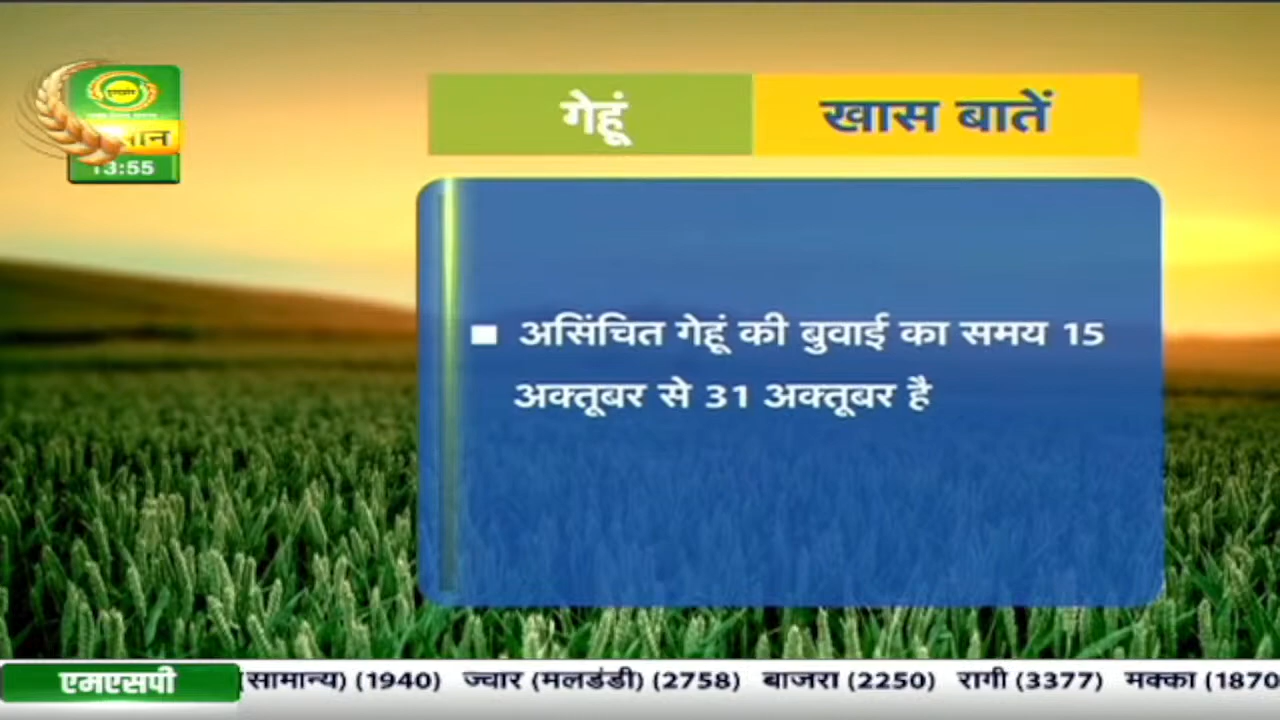 13:55
गेहूं
खास बातें
■ असिंचित गेहूं की बुवाई का समय 15
अक्तूबर से 31 अक्तूबर है
एमएसपी
(सामान्य) (1940) ज्वार (मलडंडी) (2758) बाजरा (2250) रागी (3377) मक्का (1870